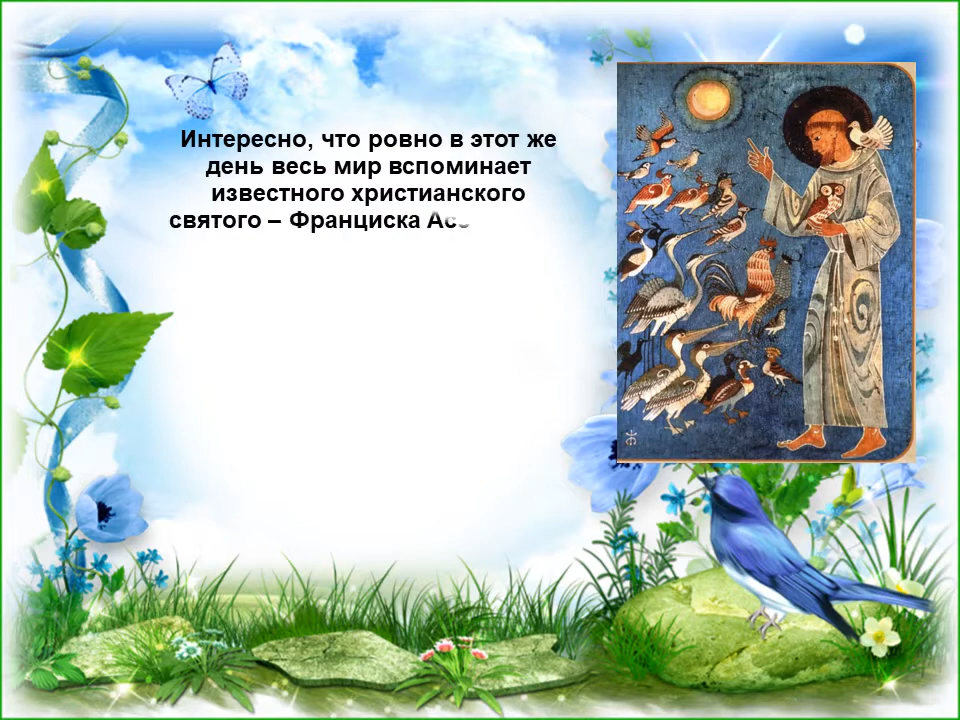 Интересно, что ровно в этот же
день весь мир вспоминает
известного христианского
святого – Франциска